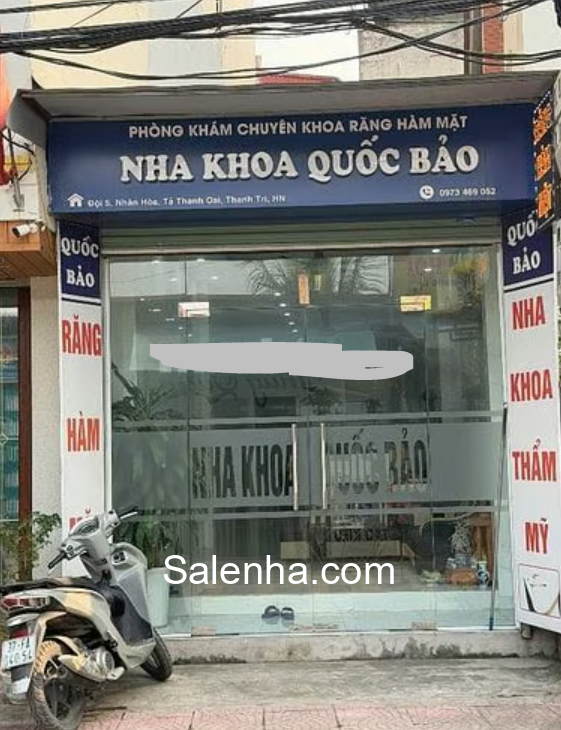 PHÒNG KHÁM CHUYÊN KHOA RĂNG HÀM MẶT
NHA KHOA QUỐC BẢO
Đội 5, Nhân Hòa, Tả Thanh Oai, Thanh Trì, HN
0973 469 052
QUỐC
BẢO
RĂNG
HÀM
QUỐC
BẢO
NHA
KHOA
THẨM
MỸ
NHA KHOA QUỐC BẢO
Salenha.com